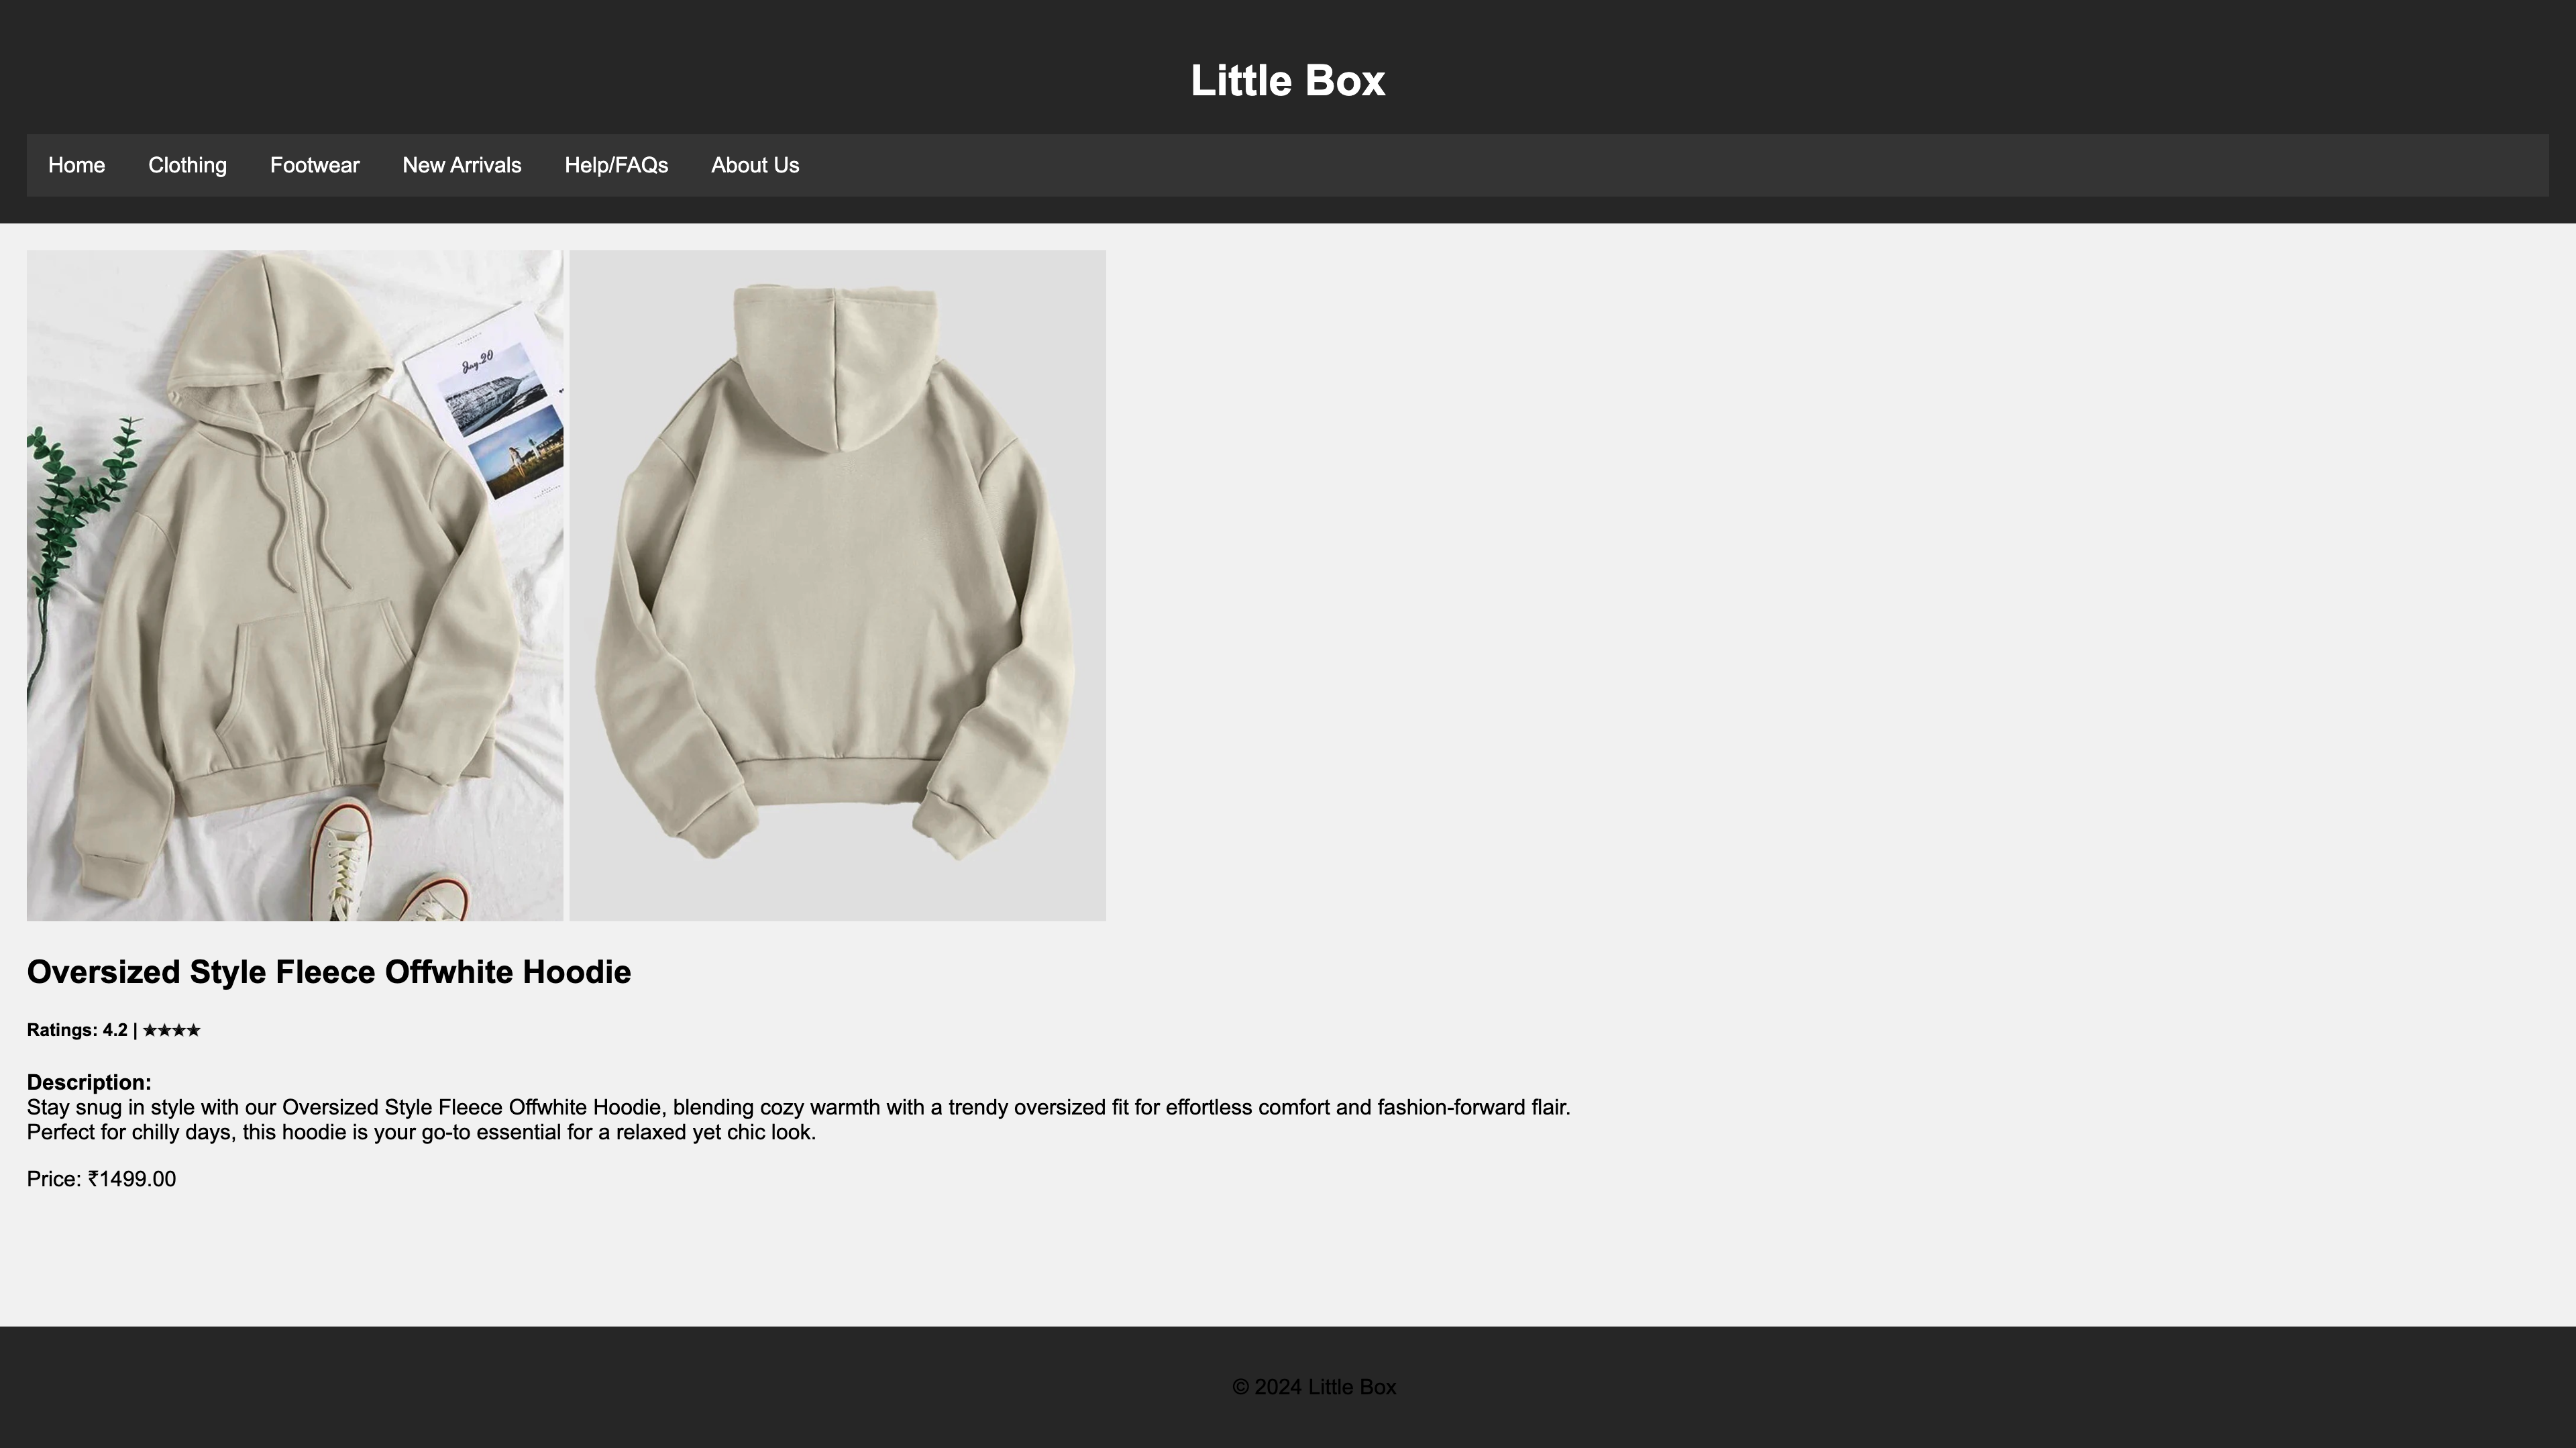 Little Box
Home Clothing Footwear New Arrivals Help/FAQs About Us
Oversized Style Fleece Offwhite Hoodie
Ratings: 4.2 | ★★★★
Description:
Stay snug in style with our Oversized Style Fleece Offwhite Hoodie, blending cozy warmth with a trendy oversized fit for effortless comfort and fashion-forward flair.
Perfect for chilly days, this hoodie is your go-to essential for a relaxed yet chic look.
Price: ₹1499.00
© 2024 Little Box